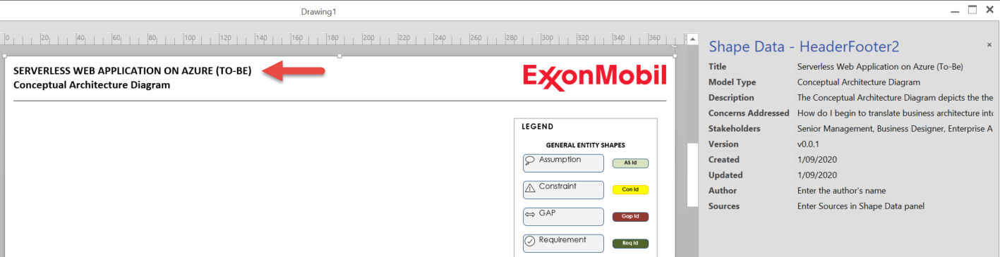 Drawing1
0 20 40 60 80 100 120 140 160 180 200 220 240 260 280 300 320 340 360
SERVERLESS WEB APPLICATION ON AZURE (TO-BE)
Conceptual Architecture Diagram
ExxonMobil
LEGEND
GENERAL ENTITY SHAPES
Assumption
AS Id
Constraint
Con Id
GAP
Gap Id
Requirement
Req Id
Shape Data - HeaderFooter2
Title Serverless Web Application on Azure (To-Be)
Model Type Conceptual Architecture Diagram
Description The Conceptual Architecture Diagram depicts the the
Concerns Addressed How do I begin to translate business architecture into
Stakeholders Senior Management, Business Designer, Enterprise A
Version v0.0.1
Created 1/09/2020
Updated 1/09/2020
Author Enter the author's name
Sources Enter Sources in Shape Data panel